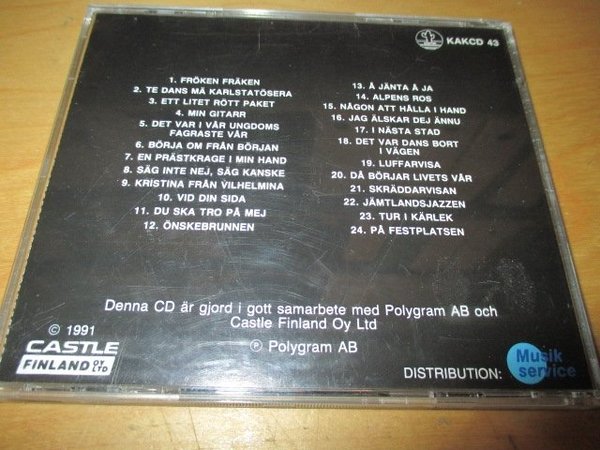 KAKCD 43
1. FRÖKEN FRÄKEN
2. TE DANS MÄ KARLSTATÖSERA
3. ETT LITET RÖTT PAKET
4. MIN GITARR
5. DET VAR I VÅR UNGDOMS
FAGRASTE VÅR
6. BÖRJA OM FRÅN BÖRJAN
7. EN PRÄSTKRAGE I MIN HAND
8. SÄG INTE NEJ, SÄG KANSKE
9. KRISTINA FRÅN VILHELMINA
10. VID DIN SIDA
11. DU SKA TRO PÅ MEJ
12. ÖNSKEBRUNNEN
13. Å JÄNTA Å JA
14. ALPENS ROS
15. NÅGON ATT HÅLLA I HAND
16. JAG ÄLSKAR DEJ ÄNNU
17. I NÄSTA STAD
18. DET VAR DANS BORT
I VÄGEN
19. LUFFARVISA
20. DÅ BÖRJAR LIVETS VÅR
21. SKRÄDDARVISAN
22. JÄMTLANDSJAZZEN
23. TUR I KÄRLEK
24. PÅ FESTPLATSEN
Denna CD är gjord i gott samarbete med Polygram AB och
Castle Finland Oy Ltd
© 1991
CASTLE
FINLAND OY LTD
Ⓟ Polygram AB
DISTRIBUTION:
Musik
service